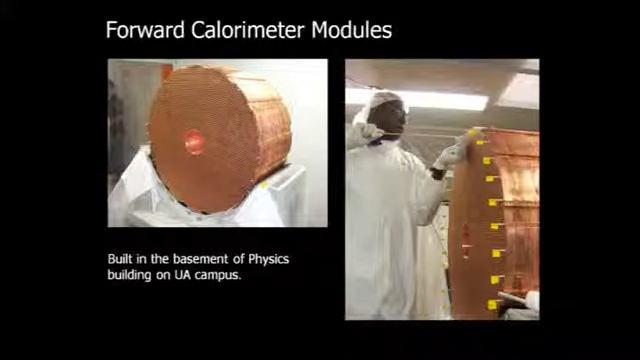 Forward Calorimeter Modules
Built in the basement of Physics
building on UA campus.